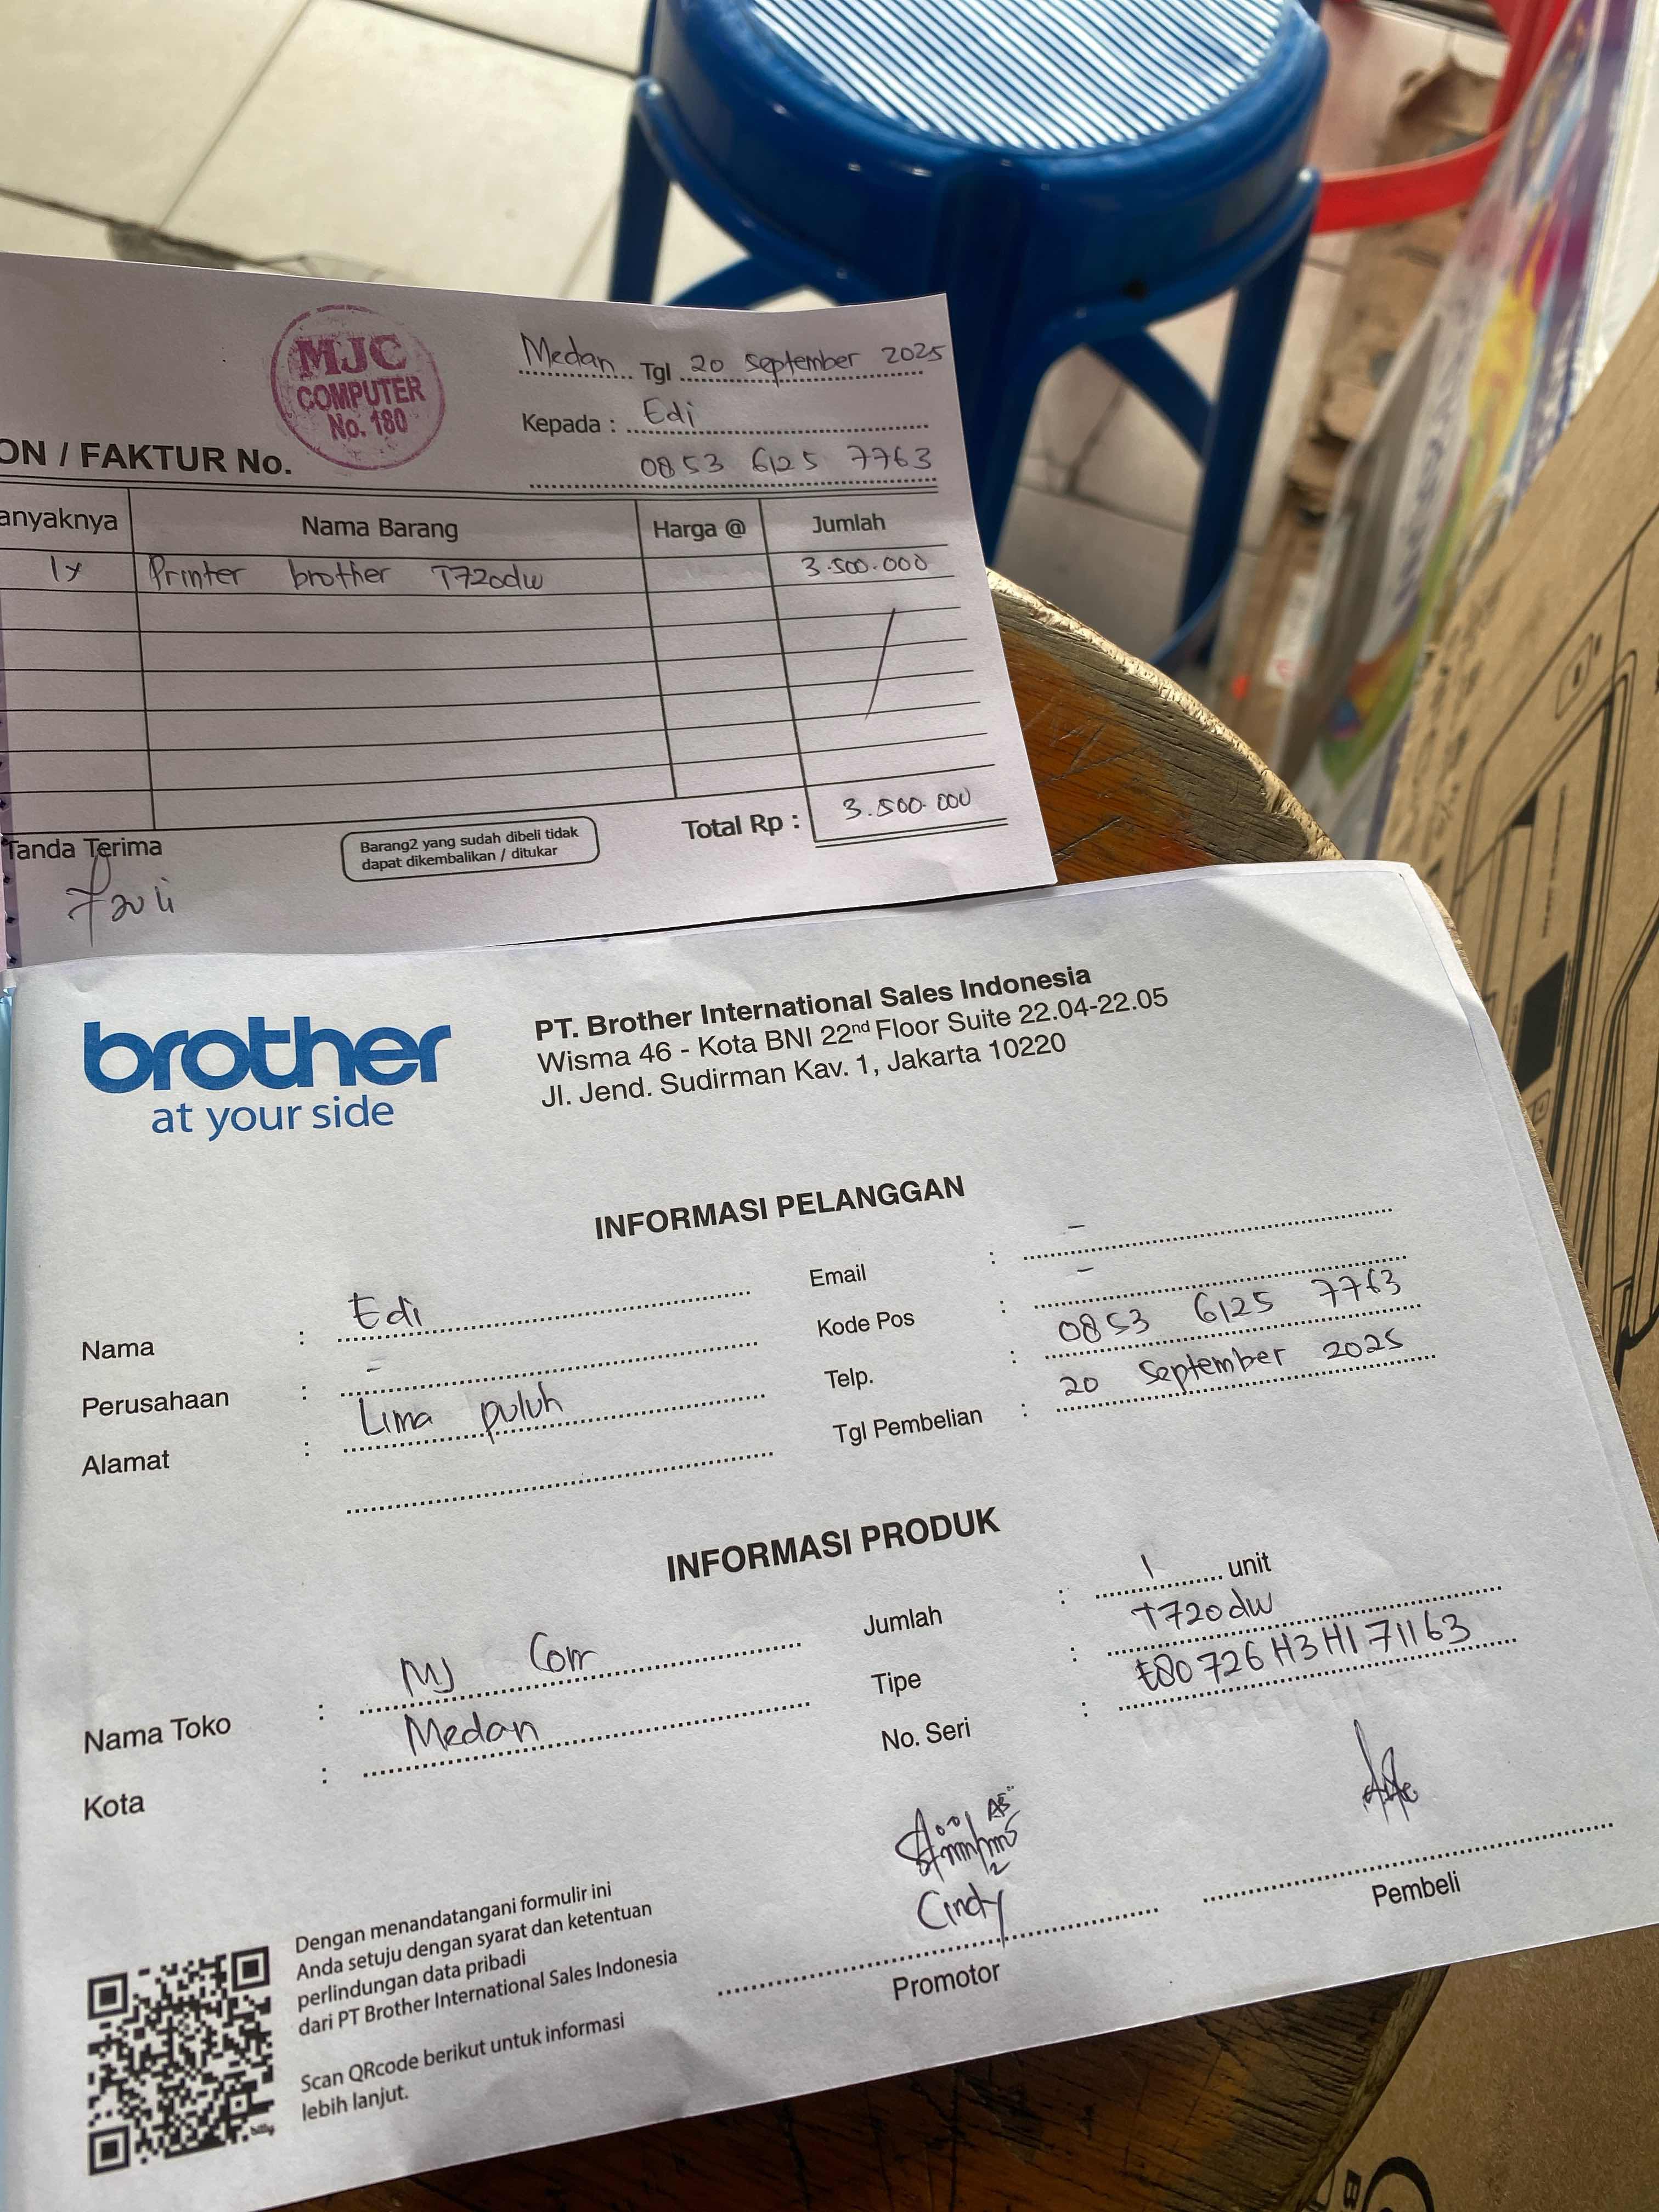 MJC
COMPUTER
No. 180
Medan Tgl 20 September 2025
Kepada : Edi
0853 6125 7763
ON / FAKTUR No.
anyaknya Nama Barang Harga @ Jumlah
1x Printer brother T720dw 3.500.000
Tanda Terima
Barang2 yang sudah dibeli tidak
dapat dikembalikan / ditukar
Total Rp : 3.500.000
brother
at your side
PT. Brother International Sales Indonesia
Wisma 46 - Kota BNI 22nd Floor Suite 22.04-22.05
Jl. Jend. Sudirman Kav. 1, Jakarta 10220
INFORMASI PELANGGAN
Nama : Edi
Perusahaan : -
Alamat : Lima puluh
Email : -
Kode Pos : -
Telp. : 0853 6125 7763
Tgl Pembelian : 20 September 2025
INFORMASI PRODUK
Nama Toko : MJ Com
Kota : Medan
Jumlah : 1 unit
Tipe : T720dw
No. Seri : E80726H3H171163
Cindy
Promotor
Pembeli
Dengan menandatangani formulir ini
Anda setuju dengan syarat dan ketentuan
perlindungan data pribadi
dari PT Brother International Sales Indonesia
Scan QRcode berikut untuk informasi
lebih lanjut.